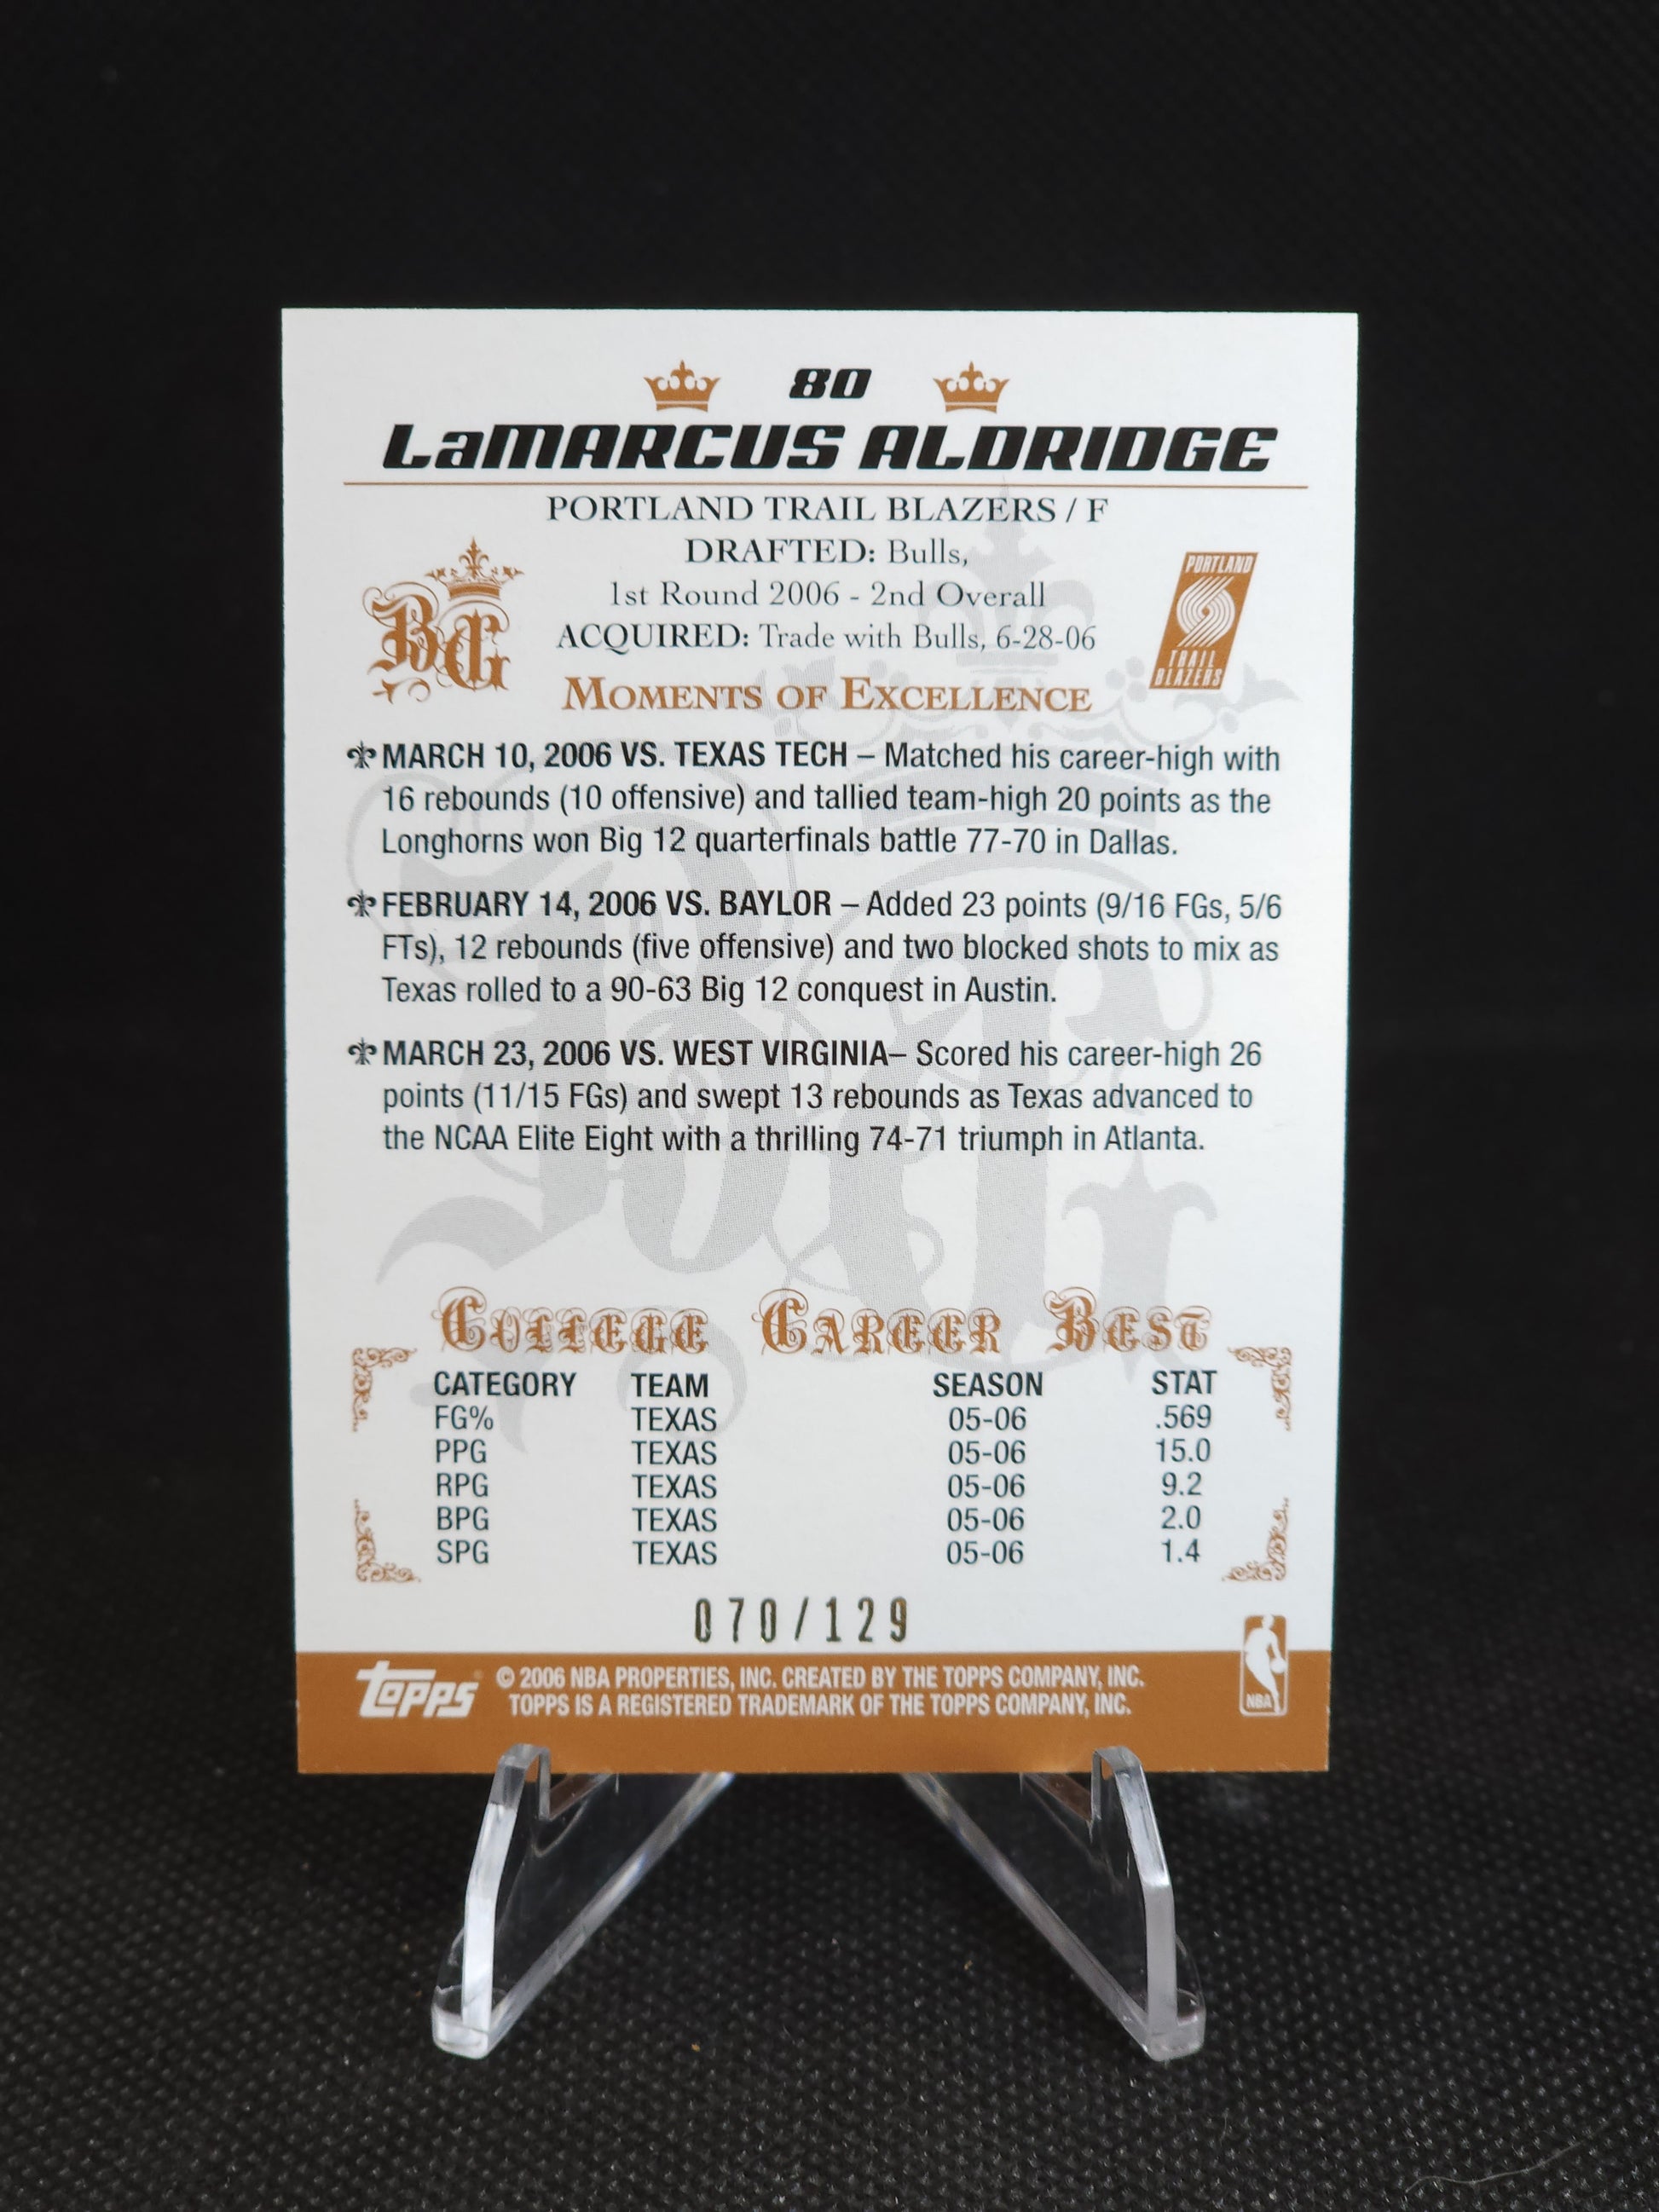 80
LaMARCUS ALDRIDGE
PORTLAND TRAIL BLAZERS / F
DRAFTED: Bulls,
1st Round 2006 - 2nd Overall
ACQUIRED: Trade with Bulls, 6-28-06
BG
PORTLAND
TRAIL
BLAZERS
MOMENTS OF EXCELLENCE
MARCH 10, 2006 VS. TEXAS TECH – Matched his career-high with
16 rebounds (10 offensive) and tallied team-high 20 points as the
Longhorns won Big 12 quarterfinals battle 77-70 in Dallas.
FEBRUARY 14, 2006 VS. BAYLOR – Added 23 points (9/16 FGs, 5/6
FTs), 12 rebounds (five offensive) and two blocked shots to mix as
Texas rolled to a 90-63 Big 12 conquest in Austin.
MARCH 23, 2006 VS. WEST VIRGINIA– Scored his career-high 26
points (11/15 FGs) and swept 13 rebounds as Texas advanced to
the NCAA Elite Eight with a thrilling 74-71 triumph in Atlanta.
COLLEGE CAREER BEST
CATEGORY TEAM SEASON STAT
FG% TEXAS 05-06 .569
PPG TEXAS 05-06 15.0
RPG TEXAS 05-06 9.2
BPG TEXAS 05-06 2.0
SPG TEXAS 05-06 1.4
070/129
topps ® © 2006 NBA PROPERTIES, INC. CREATED BY THE TOPPS COMPANY, INC.
TOPPS IS A REGISTERED TRADEMARK OF THE TOPPS COMPANY, INC.
NBA